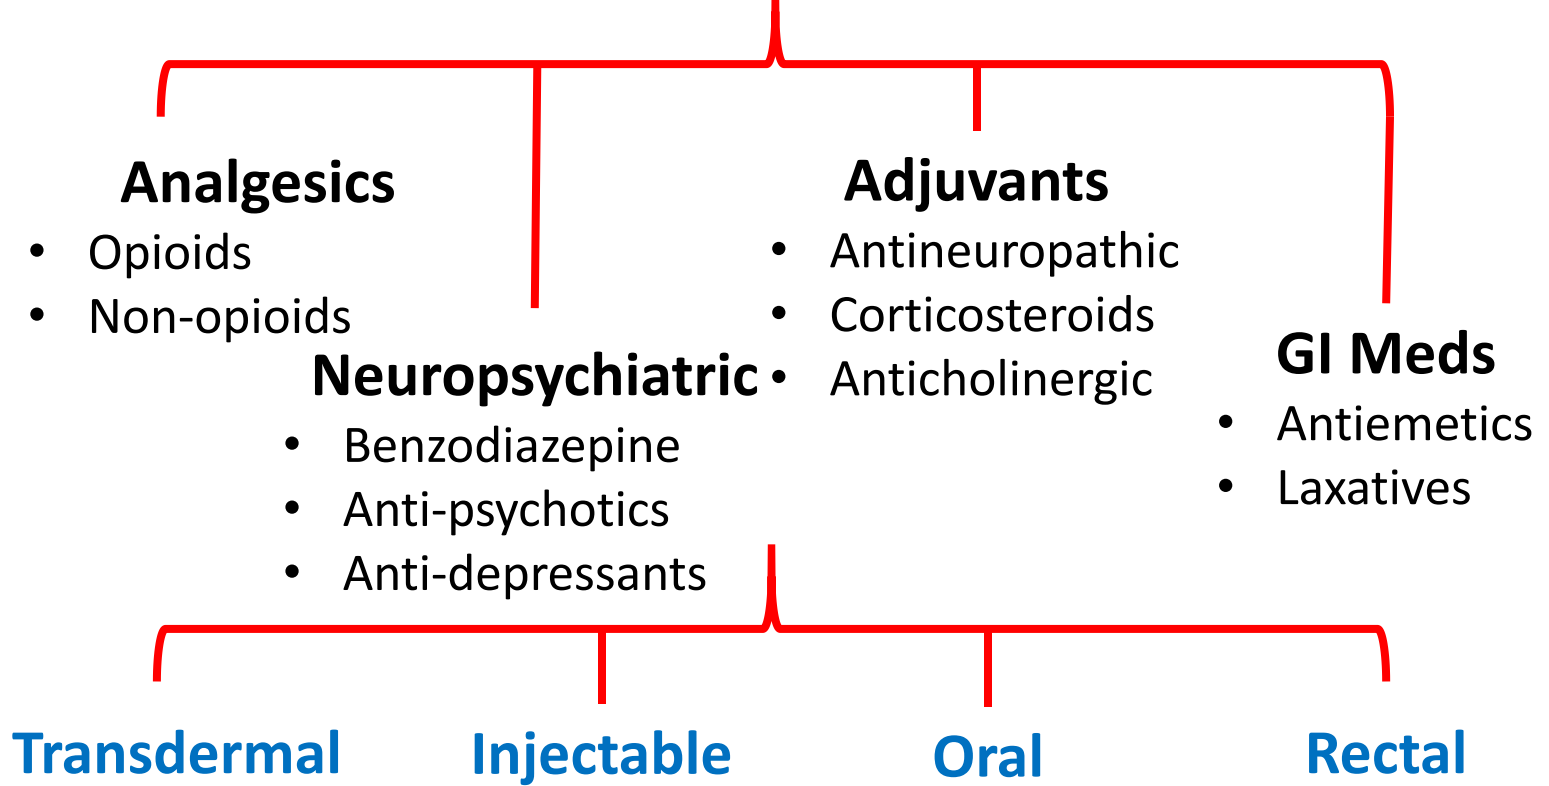 Analgesics
• Opioids
• Non-opioids
Neuropsychiatric
• Benzodiazepine
• Anti-psychotics
• Anti-depressants
Adjuvants
• Antineuropathic
• Corticosteroids
• Anticholinergic
GI Meds
• Antiemetics
• Laxatives
Transdermal
Injectable
Oral
Rectal